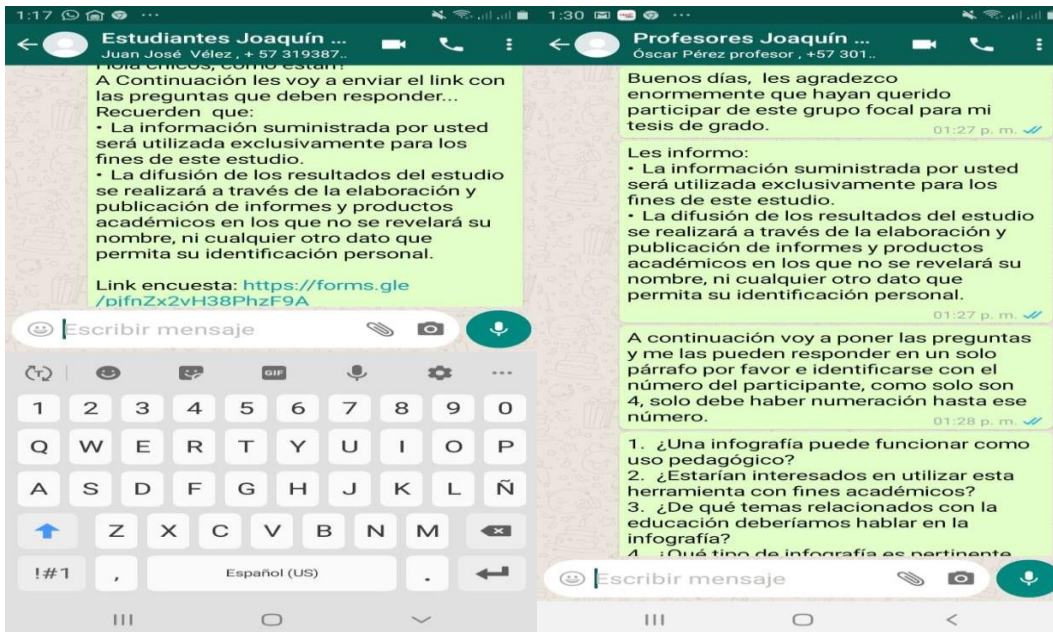 1:17
Estudiantes Joaquín ...
Juan José Vélez, + 57 319387..
Hola chicos, cómo están?
A Continuación les voy a enviar el link con
las preguntas que deben responder...
Recuerden que:
• La información suministrada por usted
será utilizada exclusivamente para los
fines de este estudio.
• La difusión de los resultados del estudio
se realizará a través de la elaboración y
publicación de informes y productos
académicos en los que no se revelará su
nombre, ni cualquier otro dato que
permita su identificación personal.
Link encuesta: https://forms.gle
/pjfnZx2vH38PhzF9A
Escribir mensaje
GIF
1 2 3 4 5 6 7 8 9 0
Q W E R T Y U I O P
A S D F G H J K L Ñ
Z X C V B N M
!#1 , Español (US) .
1:30
Profesores Joaquín ...
Óscar Pérez profesor , +57 301..
Buenos días, les agradezco
enormemente que hayan querido
participar de este grupo focal para mi
tesis de grado.
01:27 p. m.
Les informo:
• La información suministrada por usted
será utilizada exclusivamente para los
fines de este estudio.
• La difusión de los resultados del estudio
se realizará a través de la elaboración y
publicación de informes y productos
académicos en los que no se revelará su
nombre, ni cualquier otro dato que
permita su identificación personal.
01:27 p. m.
A continuación voy a poner las preguntas
y me las pueden responder en un solo
párrafo por favor e identificarse con el
número del participante, como solo son
4, solo debe haber numeración hasta ese
número.
01:28 p. m.
1. ¿Una infografía puede funcionar como
uso pedagógico?
2. ¿Estarían interesados en utilizar esta
herramienta con fines académicos?
3. ¿De qué temas relacionados con la
educación deberíamos hablar en la
infografía?
4. ¿Qué tipo de infografía es pertinente
Escribir mensaje